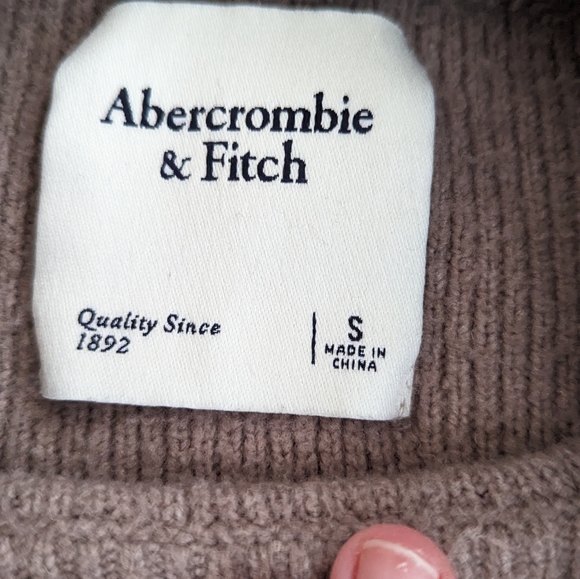 Abercrombie
& Fitch
Quality Since
1892
S
MADE IN
CHINA